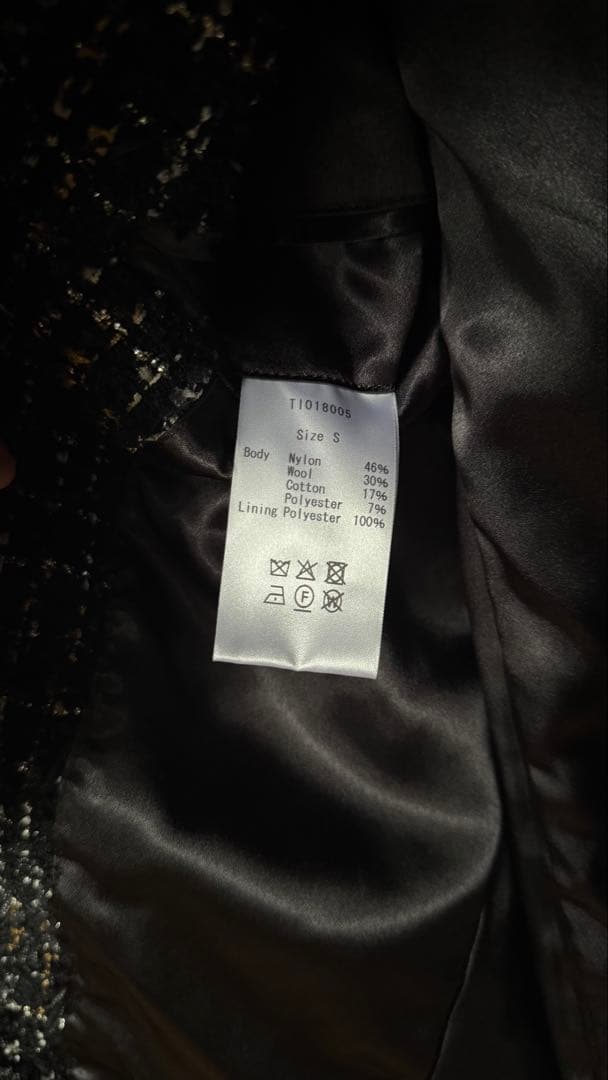 TI018005
Size S
Body Nylon 46%
Wool 30%
Cotton 17%
Polyester 7%
Lining Polyester 100%
F
W